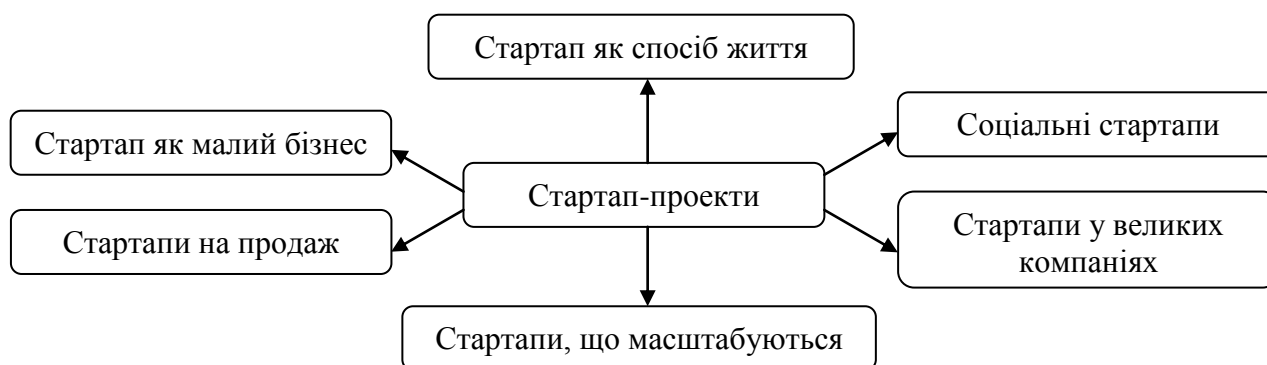 Стартап як спосіб життя
Стартап як малий бізнес
Соціальні стартапи
Стартап-проекти
Стартапи на продаж
Стартапи у великих
компаніях
Стартапи, що масштабуються